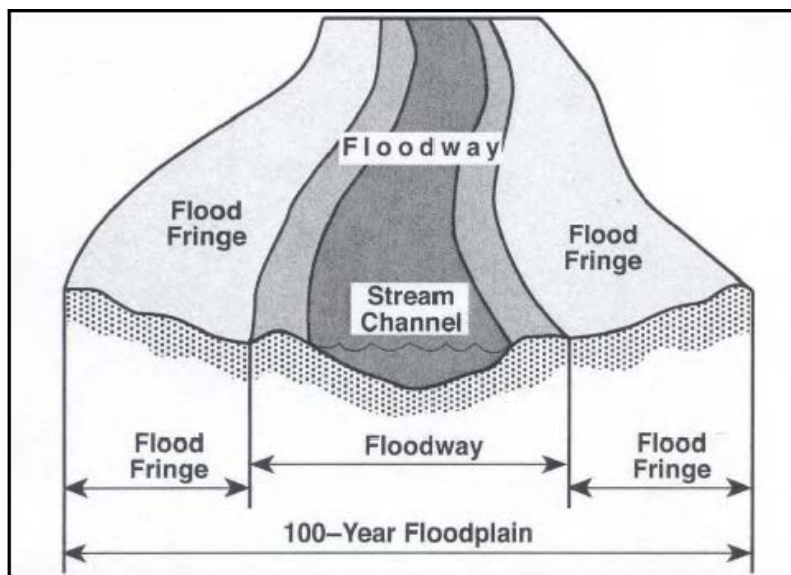 Floodway
Flood
Fringe
Flood
Fringe
Stream
Channel
Flood
Fringe
Floodway
Flood
Fringe
100–Year Floodplain